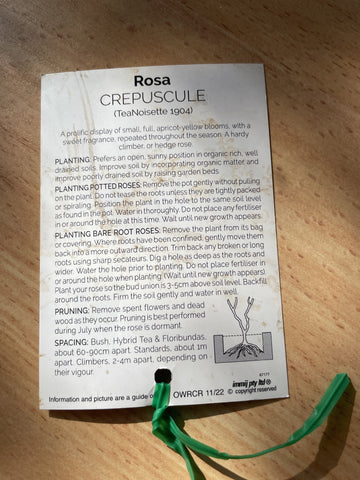 Rosa
CREPUSCULE
(TeaNoisette 1904)
A prolific display of small, full, apricot-yellow blooms, with a
sweet fragrance, repeated throughout the season. A hardy
climber, or hedge rose.
PLANTING: Prefers an open, sunny position in organic rich, well
drained soils. Improve soil by incorporating organic matter and
improve poorly drained soil by raising garden beds.
PLANTING POTTED ROSES: Remove the pot gently without pulling
on the plant. Do not tease the roots unless they are tightly packed
or spiraling. Position the plant in the hole to the same soil level
as found in the pot. Water in thoroughly. Do not place any fertiliser
in or around the hole at this time. Wait until new growth appears.
PLANTING BARE ROOT ROSES: Remove the plant from its bag
or covering. Where roots have been confined; gently move them
back into a more outward direction. Trim back any broken or long
roots using sharp secateurs. Dig a hole as deep as the roots and
wider. Water the hole prior to planting. Do not place fertiliser in
or around the hole when planting. (Wait until new growth appears).
Plant your rose so the bud union is 3-5cm above soil level. Backfill
around the roots. Firm the soil gently and water in well.
PRUNING: Remove spent flowers and dead
wood as they occur. Pruning is best performed
during July when the rose is dormant.
SPACING: Bush, Hybrid Tea & Floribundas,
about 60-90cm apart. Standards, about 1m
apart. Climbers, 2-4m apart, depending on
their vigour.
67177
immij pty ltd®
Information and picture are a guide o OWRCR 11/22 © copyright reserved